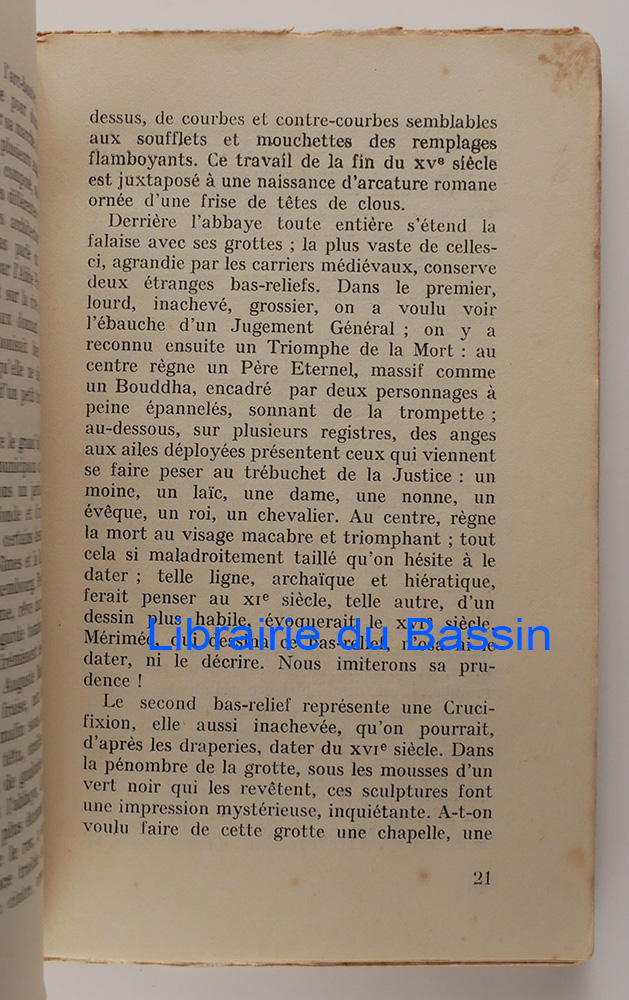 dessus, de courbes et contre-courbes semblables
aux soufflets et mouchettes des remplages
flamboyants. Ce travail de la fin du XVe siècle
est juxtaposé à une naissance d'arcature romane
ornée d'une frise de têtes de clous.
Derrière l'abbaye toute entière s'étend la
falaise avec ses grottes ; la plus vaste de celles-
ci, agrandie par les carriers médiévaux, conserve
deux étranges bas-reliefs. Dans le premier,
lourd, inachevé, grossier, on a voulu voir
l'ébauche d'un Jugement Général ; on y a
reconnu ensuite un Triomphe de la Mort : au
centre règne un Père Eternel, massif comme
un Bouddha, encadré par deux personnages à
peine épannelés, sonnant de la trompette ;
au-dessous, sur plusieurs registres, des anges
aux ailes déployées présentent ceux qui viennent
se faire peser au trébuchet de la Justice : un
moine, un laïc, une dame, une nonne, un
évêque, un roi, un chevalier. Au centre, règne
la mort au visage macabre et triomphant ; tout
cela si maladroitement taillé qu'on hésite à le
dater ; telle ligne, archaïque et hiératique,
ferait penser au XIe siècle, telle autre, d'un
dessin plus habile, évoquerait le siècle.
Librairie du Bassin
Mérimée qui dessina ce bas-relief, n'osa ni le
dater, ni le décrire. Nous imiterons sa pru-
dence !
Le second bas-relief représente une Cruci-
fixion, elle aussi inachevée, qu'on pourrait,
d'après les draperies, dater du XVIe siècle. Dans
la pénombre de la grotte, sous les mousses d'un
vert noir qui les revêtent, ces sculptures font
une impression mystérieuse, inquiétante. A-t-on
voulu faire de cette grotte une chapelle, une
21